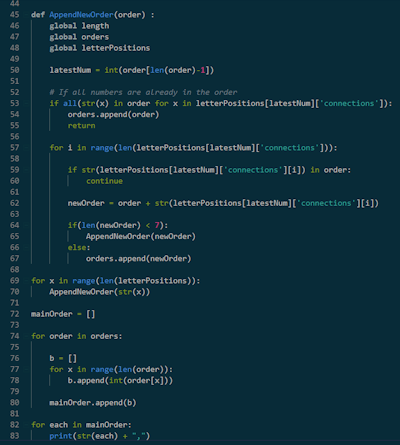 44
45 def AppendNewOrder(order) :
46     global length
47     global orders
48     global letterPositions
49
50     latestNum = int(order[len(order)-1])
51
52     # If all numbers are already in the order
53     if all(str(x) in order for x in letterPositions[latestNum]['connections']):
54         orders.append(order)
55         return
56
57     for i in range(len(letterPositions[latestNum]['connections'])):
58
59         if str(letterPositions[latestNum]['connections'][i]) in order:
60             continue
61
62         newOrder = order + str(letterPositions[latestNum]['connections'][i])
63
64         if(len(newOrder) < 7):
65             AppendNewOrder(newOrder)
66         else:
67             orders.append(newOrder)
68
69 for x in range(len(letterPositions)):
70     AppendNewOrder(str(x))
71
72 mainOrder = []
73
74 for order in orders:
75
76     b = []
77     for x in range(len(order)):
78         b.append(int(order[x]))
79
80     mainOrder.append(b)
81
82 for each in mainOrder:
83     print(str(each) + ",")